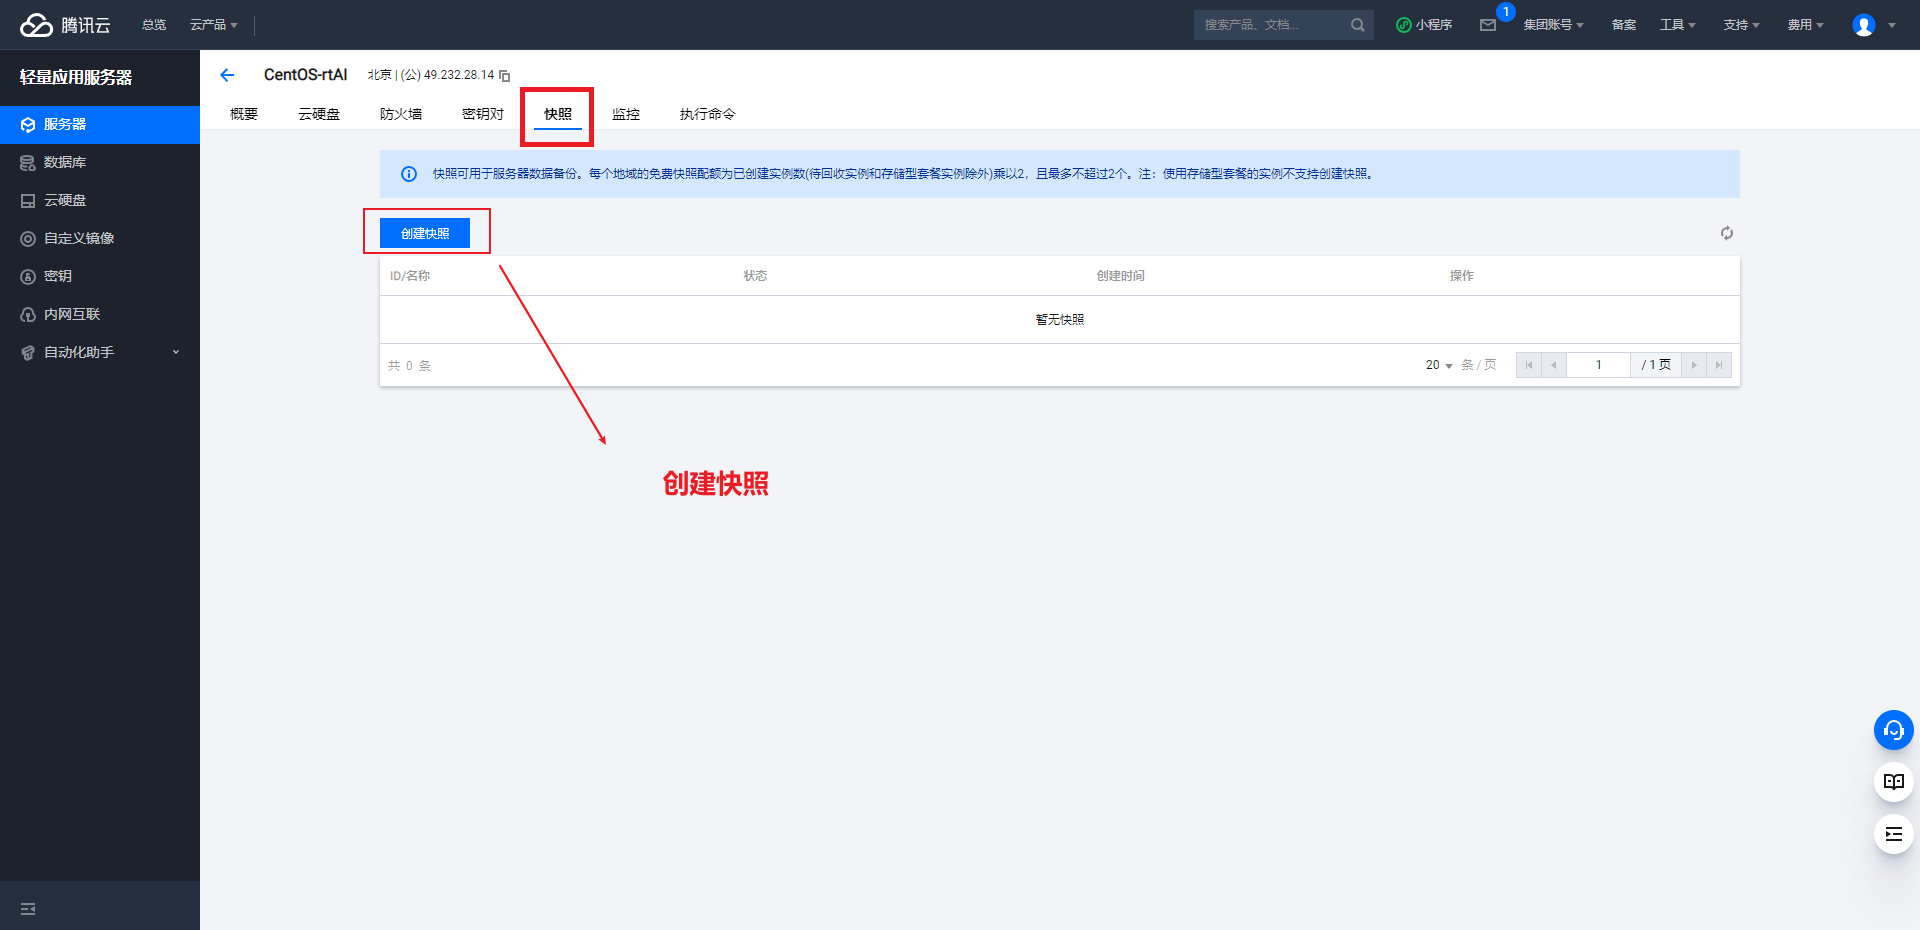 腾讯云
总览
云产品
搜索产品、文档...
小程序
1
集团账号
备案
工具
支持
费用
轻量应用服务器
服务器
数据库
云硬盘
自定义镜像
密钥
内网互联
自动化助手
CentOS-rtAI
北京 | (公) 49.232.28.14
概要
云硬盘
防火墙
密钥对
快照
监控
执行命令
快照可用于服务器数据备份。每个地域的免费快照配额为已创建实例数(待回收实例和存储型套餐实例除外)乘以2，且最多不超过2个。注：使用存储型套餐的实例不支持创建快照。
创建快照
ID/名称
状态
创建时间
操作
暂无快照
共 0 条
20
条 / 页
1
/ 1 页
创建快照